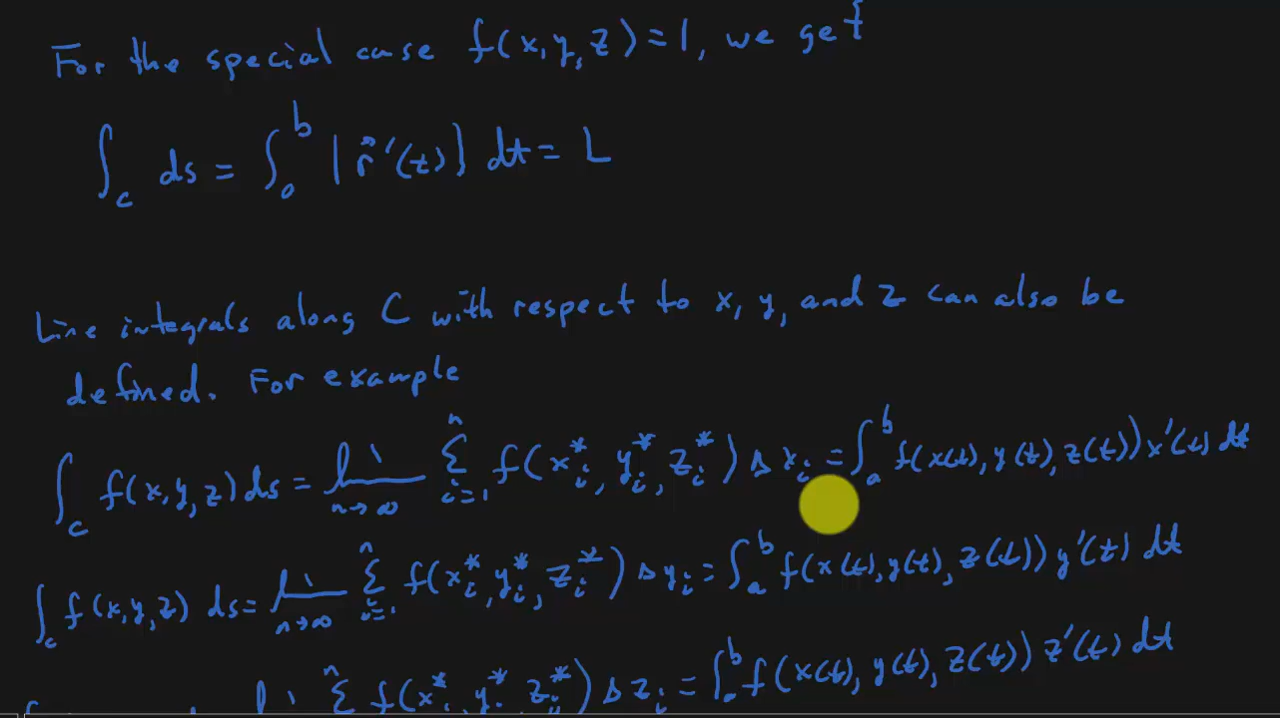 For the special case f(x,y,z)=1, we get
∫_c ds = ∫_a^b |r⃗'(t)| dt = L
Line integrals along C with respect to x, y, and z can also be
defined. For example
∫_c f(x,y,z) ds = lim_{n→∞} Σ_{i=1}^n f(x_i^*, y_i^*, z_i^*) Δx_i = ∫_a^b f(x(t), y(t), z(t)) x'(t) dt
∫_c f(x,y,z) ds = lim_{n→∞} Σ_{i=1}^n f(x_i^*, y_i^*, z_i^*) Δy_i = ∫_a^b f(x(t), y(t), z(t)) y'(t) dt
Σ^n f(x_i^*, y_i^*, z_i^*) Δz_i = ∫_a^b f(x(t), y(t), z(t)) z'(t) dt